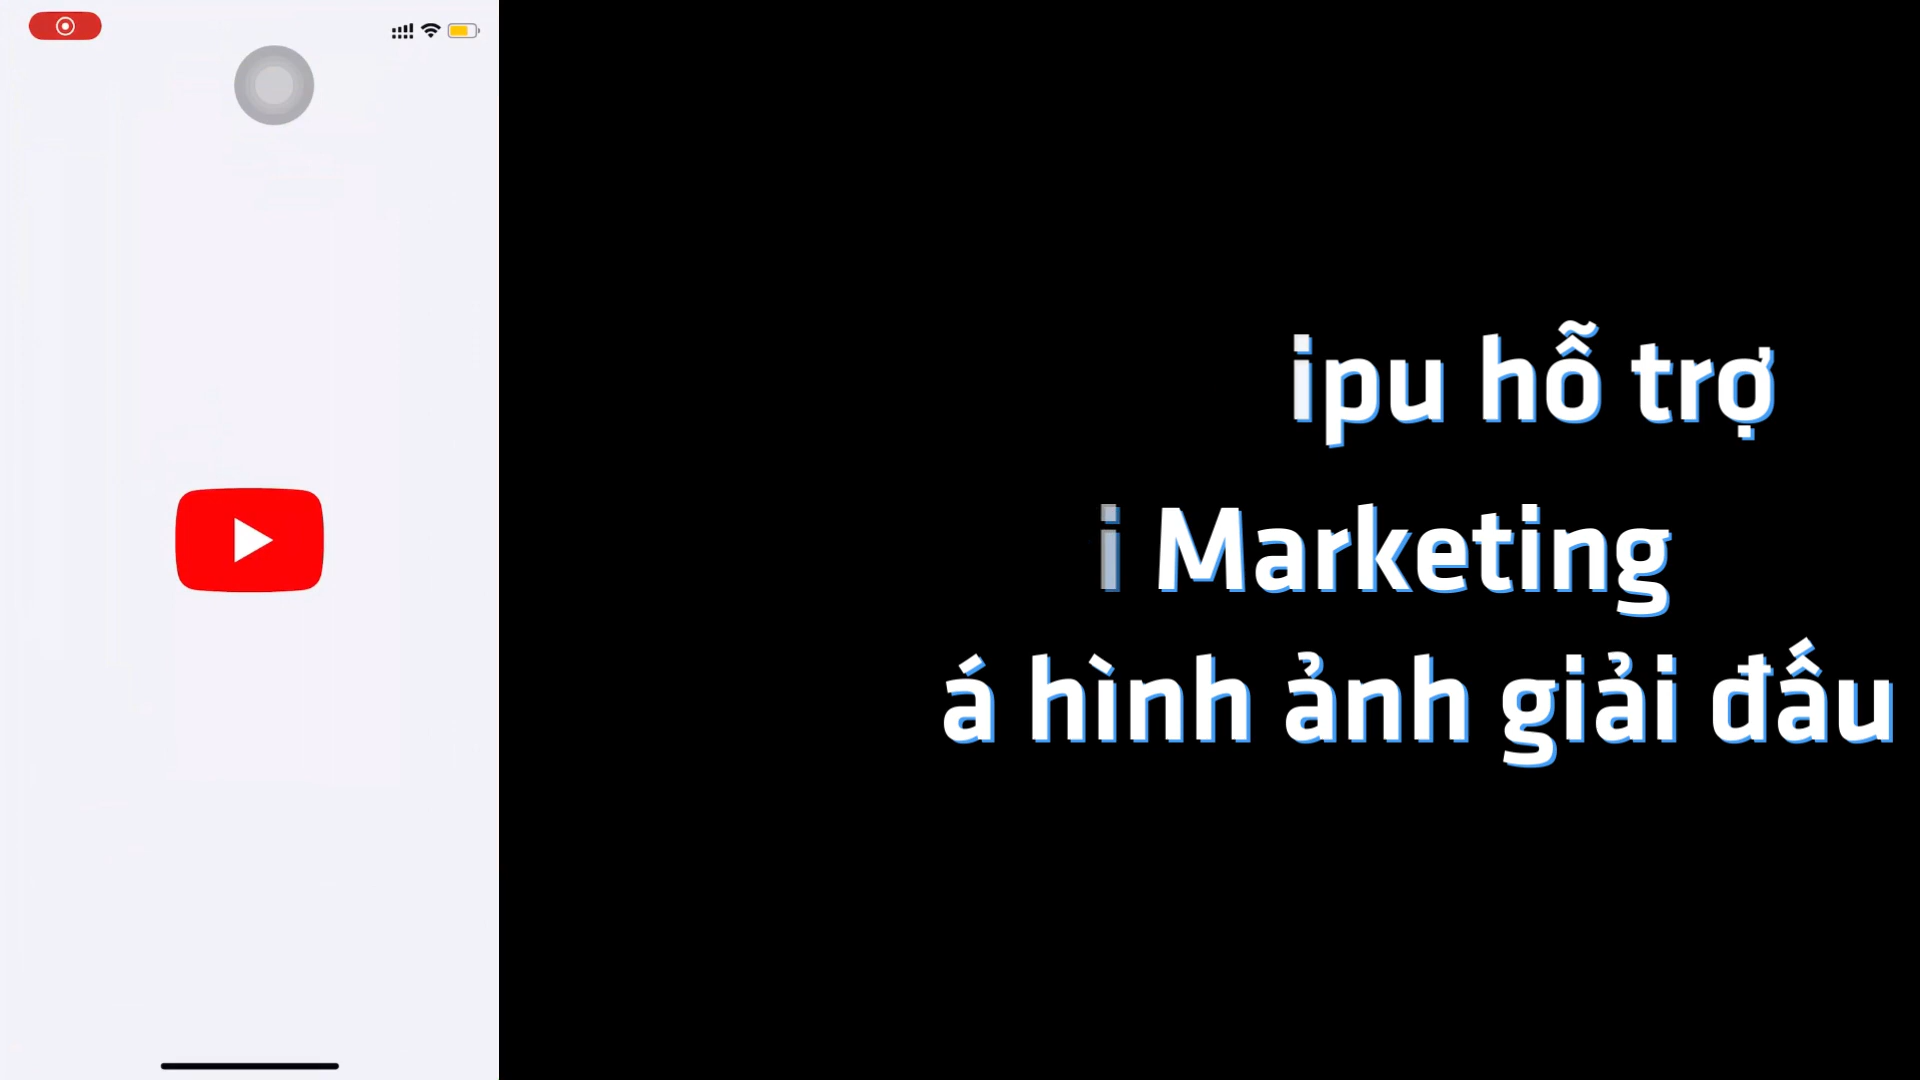 ipu hỗ trợ
i Marketing
á hình ảnh giải đấu